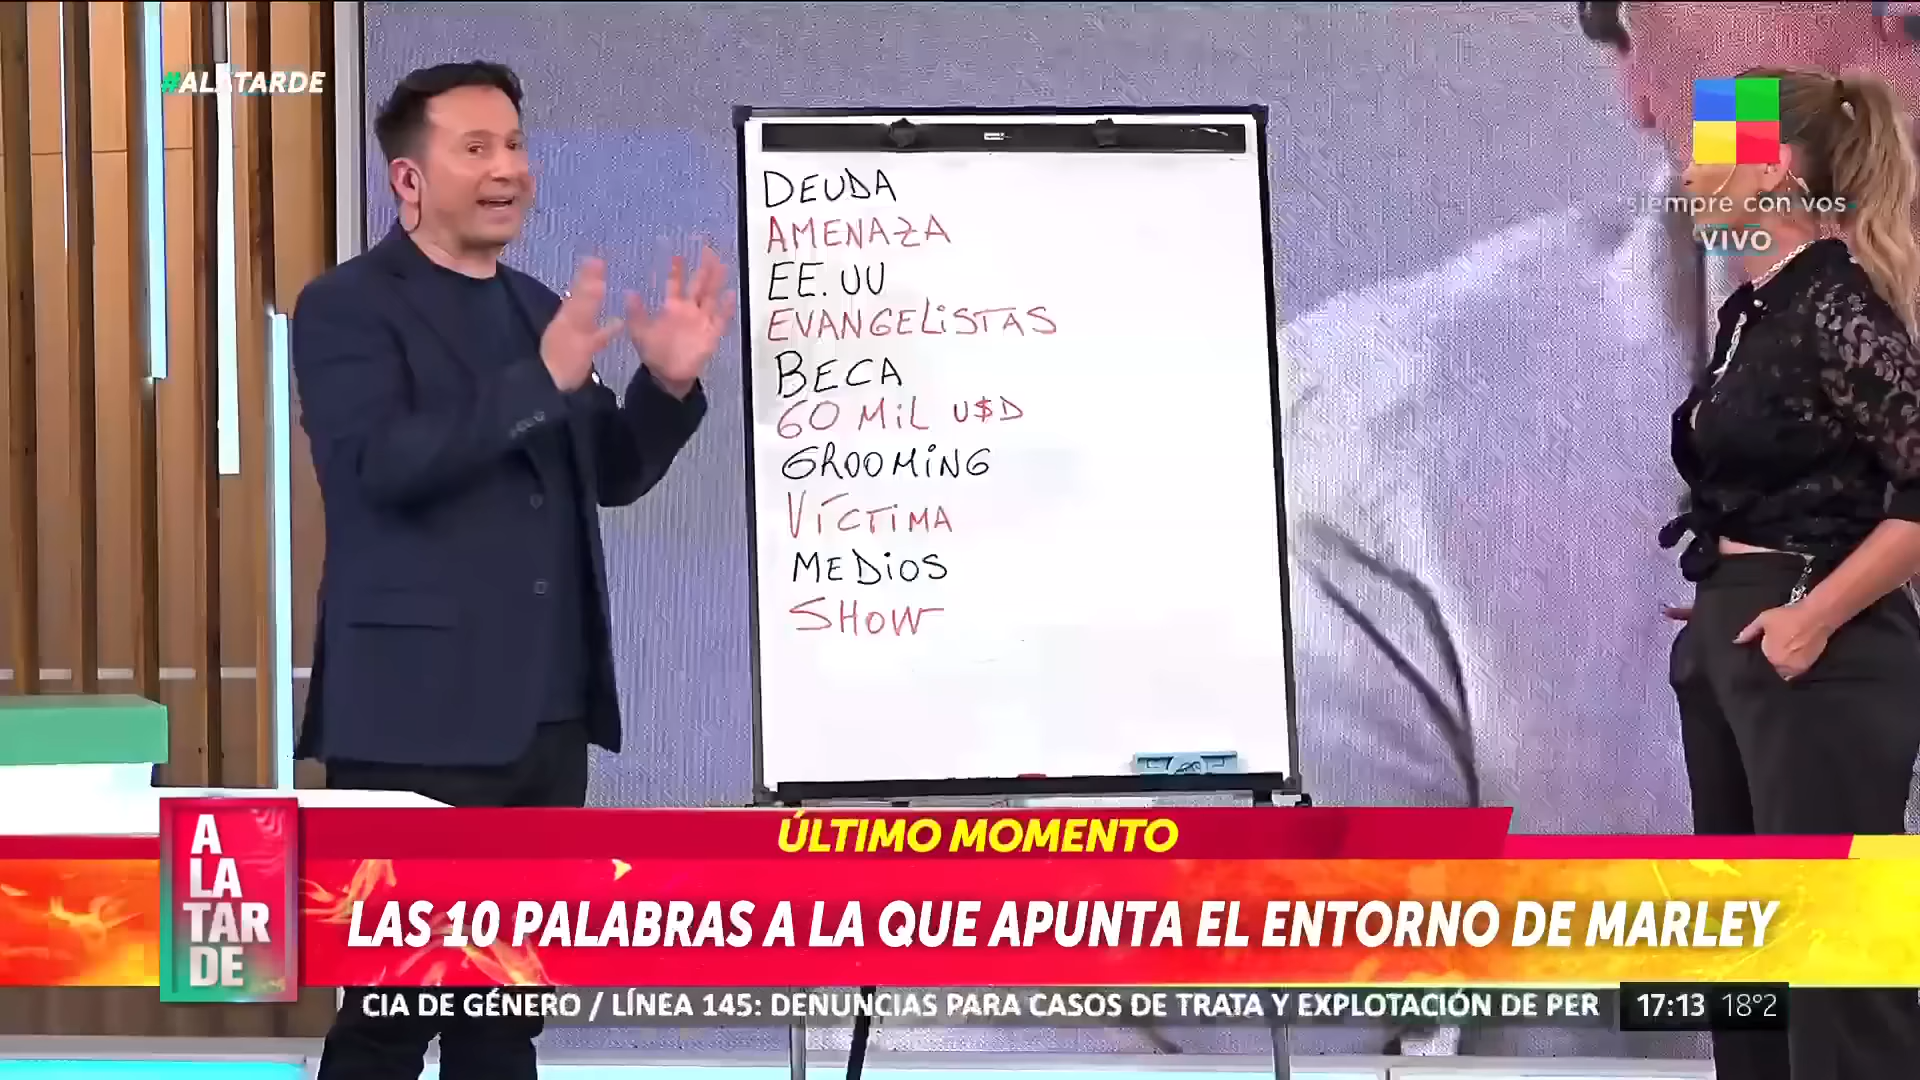 #ALATARDE
siempre con vos
VIVO
DEUDA
AMENAZA
EE.UU
EVANGELISTAS
BECA
60 MIL U$D
GROOMING
VÍCTIMA
MEDIOS
SHOW
A
LA
TAR
DE
ÚLTIMO MOMENTO
LAS 10 PALABRAS A LA QUE APUNTA EL ENTORNO DE MARLEY
CIA DE GÉNERO / LÍNEA 145: DENUNCIAS PARA CASOS DE TRATA Y EXPLOTACIÓN DE PER
17:13 18°2